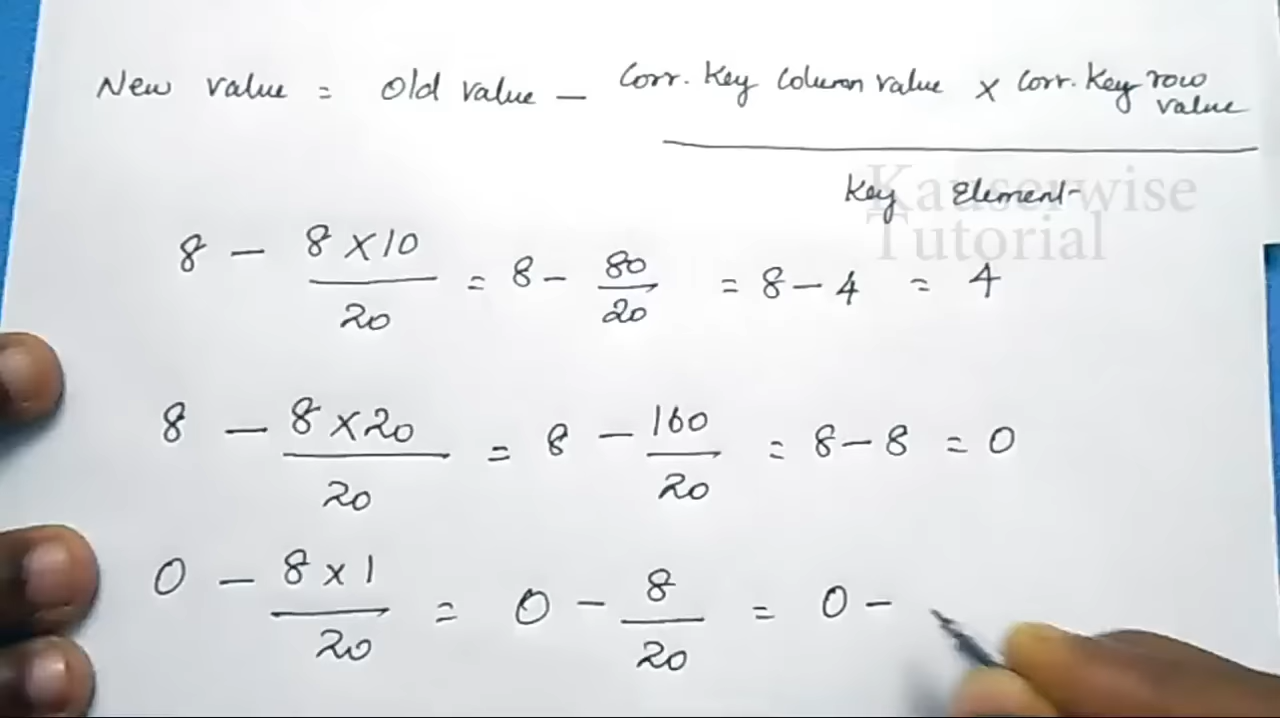 New value = Old value – Corr. Key Column value × Corr. Key row value
Key Element
Kauserwise
Tutorial
8 – 8 × 10 / 20 = 8 – 80 / 20 = 8 – 4 = 4
8 – 8 × 20 / 20 = 8 – 160 / 20 = 8 – 8 = 0
0 – 8 × 1 / 20 = 0 – 8 / 20 = 0 –